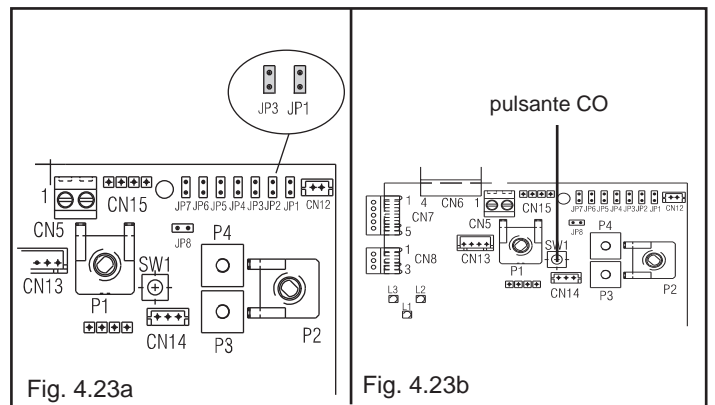 JP3 JP1
1
CN5
CN15
JP7 JP6 JP5 JP4 JP3 JP2 JP1 CN12
JP8
P4
CN13
P1
SW1
CN14
P3
P2
Fig. 4.23a
pulsante CO
4 CN6 1
1
CN7
5
CN5
CN15
JP7 JP6 JP5 JP4 JP3 JP2 JP1 CN12
JP8
P4
1
CN8
3
CN13
P1
SW1
CN14
P3
P2
L3 L2
L1
Fig. 4.23b